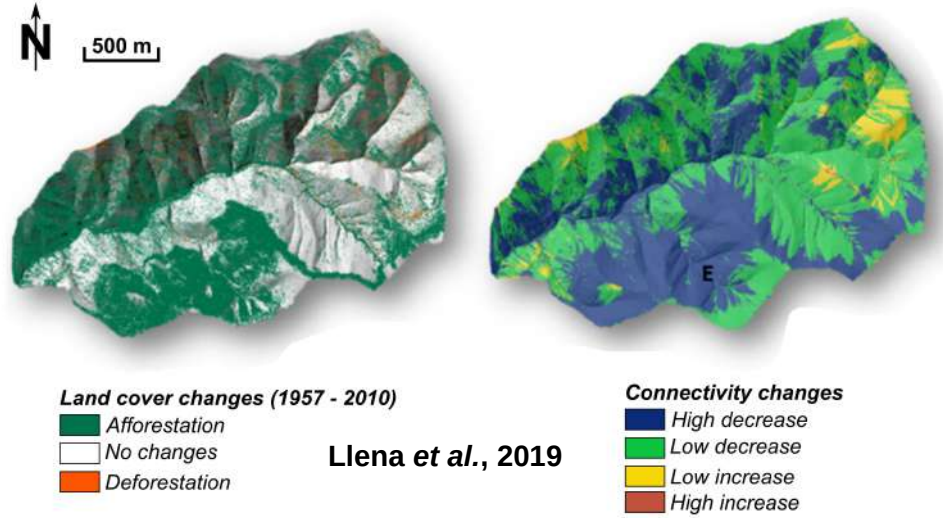 N
500 m
E
Land cover changes (1957 - 2010)
Afforestation
No changes
Deforestation
Llena et al., 2019
Connectivity changes
High decrease
Low decrease
Low increase
High increase